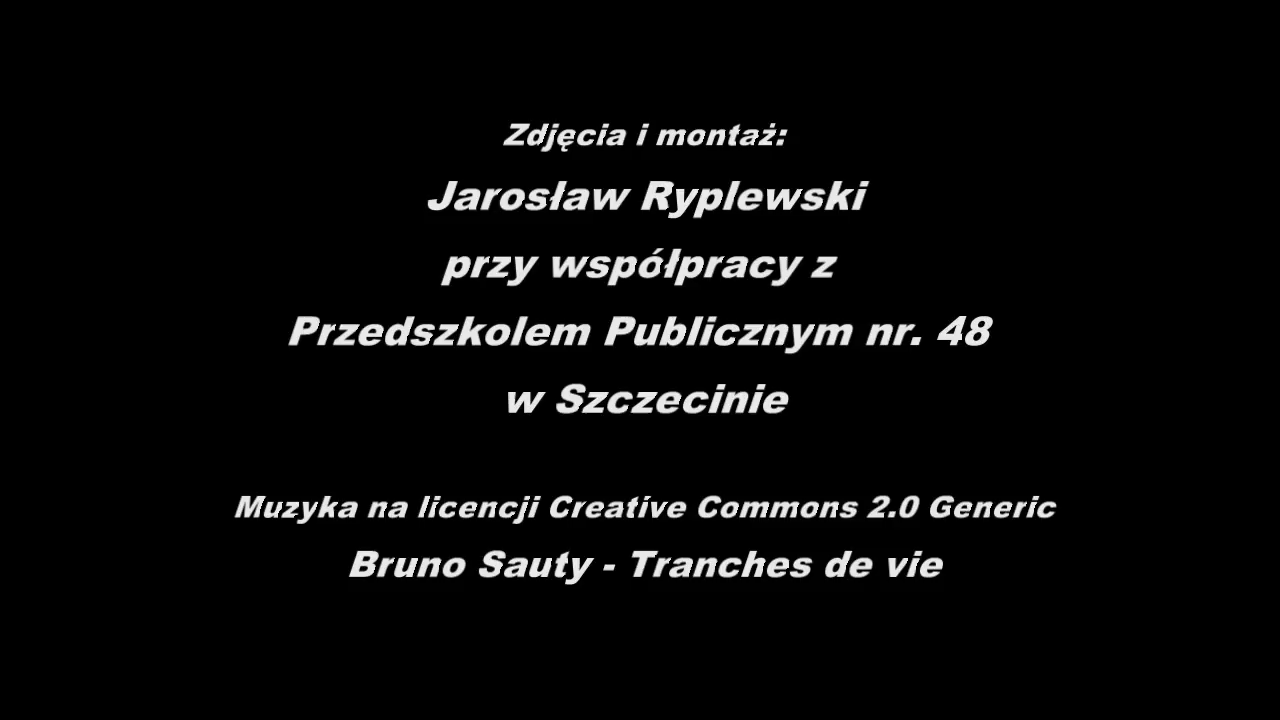 Zdjęcia i montaż:
Jarosław Ryplewski
przy współpracy z
Przedszkolem Publicznym nr. 48
w Szczecinie
Muzyka na licencji Creative Commons 2.0 Generic
Bruno Sauty - Tranches de vie